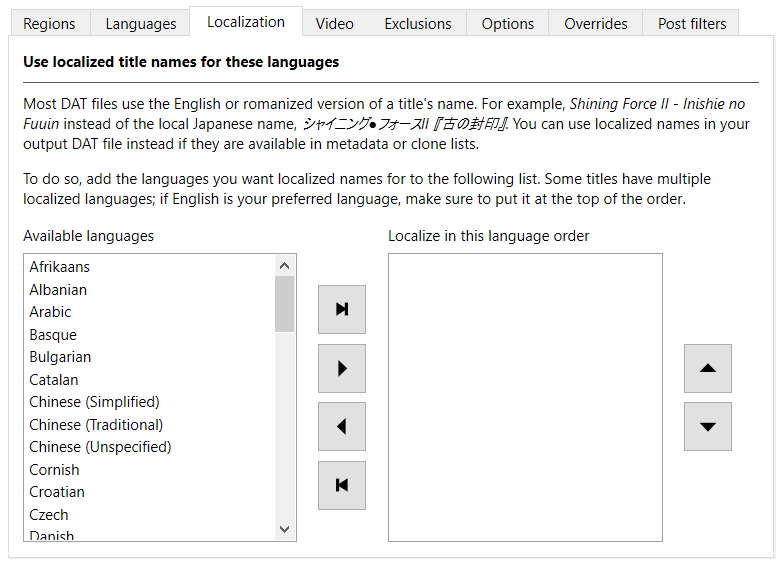 Regions Languages Localization Video Exclusions Options Overrides Post filters
Use localized title names for these languages
Most DAT files use the English or romanized version of a title's name. For example, Shining Force II - Inishie no
Fuuin instead of the local Japanese name, シャイニング●フォースII『古の封印』. You can use localized names in your
output DAT file instead if they are available in metadata or clone lists.
To do so, add the languages you want localized names for to the following list. Some titles have multiple
localized languages; if English is your preferred language, make sure to put it at the top of the order.
Available languages
Afrikaans
Albanian
Arabic
Basque
Bulgarian
Catalan
Chinese (Simplified)
Chinese (Traditional)
Chinese (Unspecified)
Cornish
Croatian
Czech
Danish
Localize in this language order